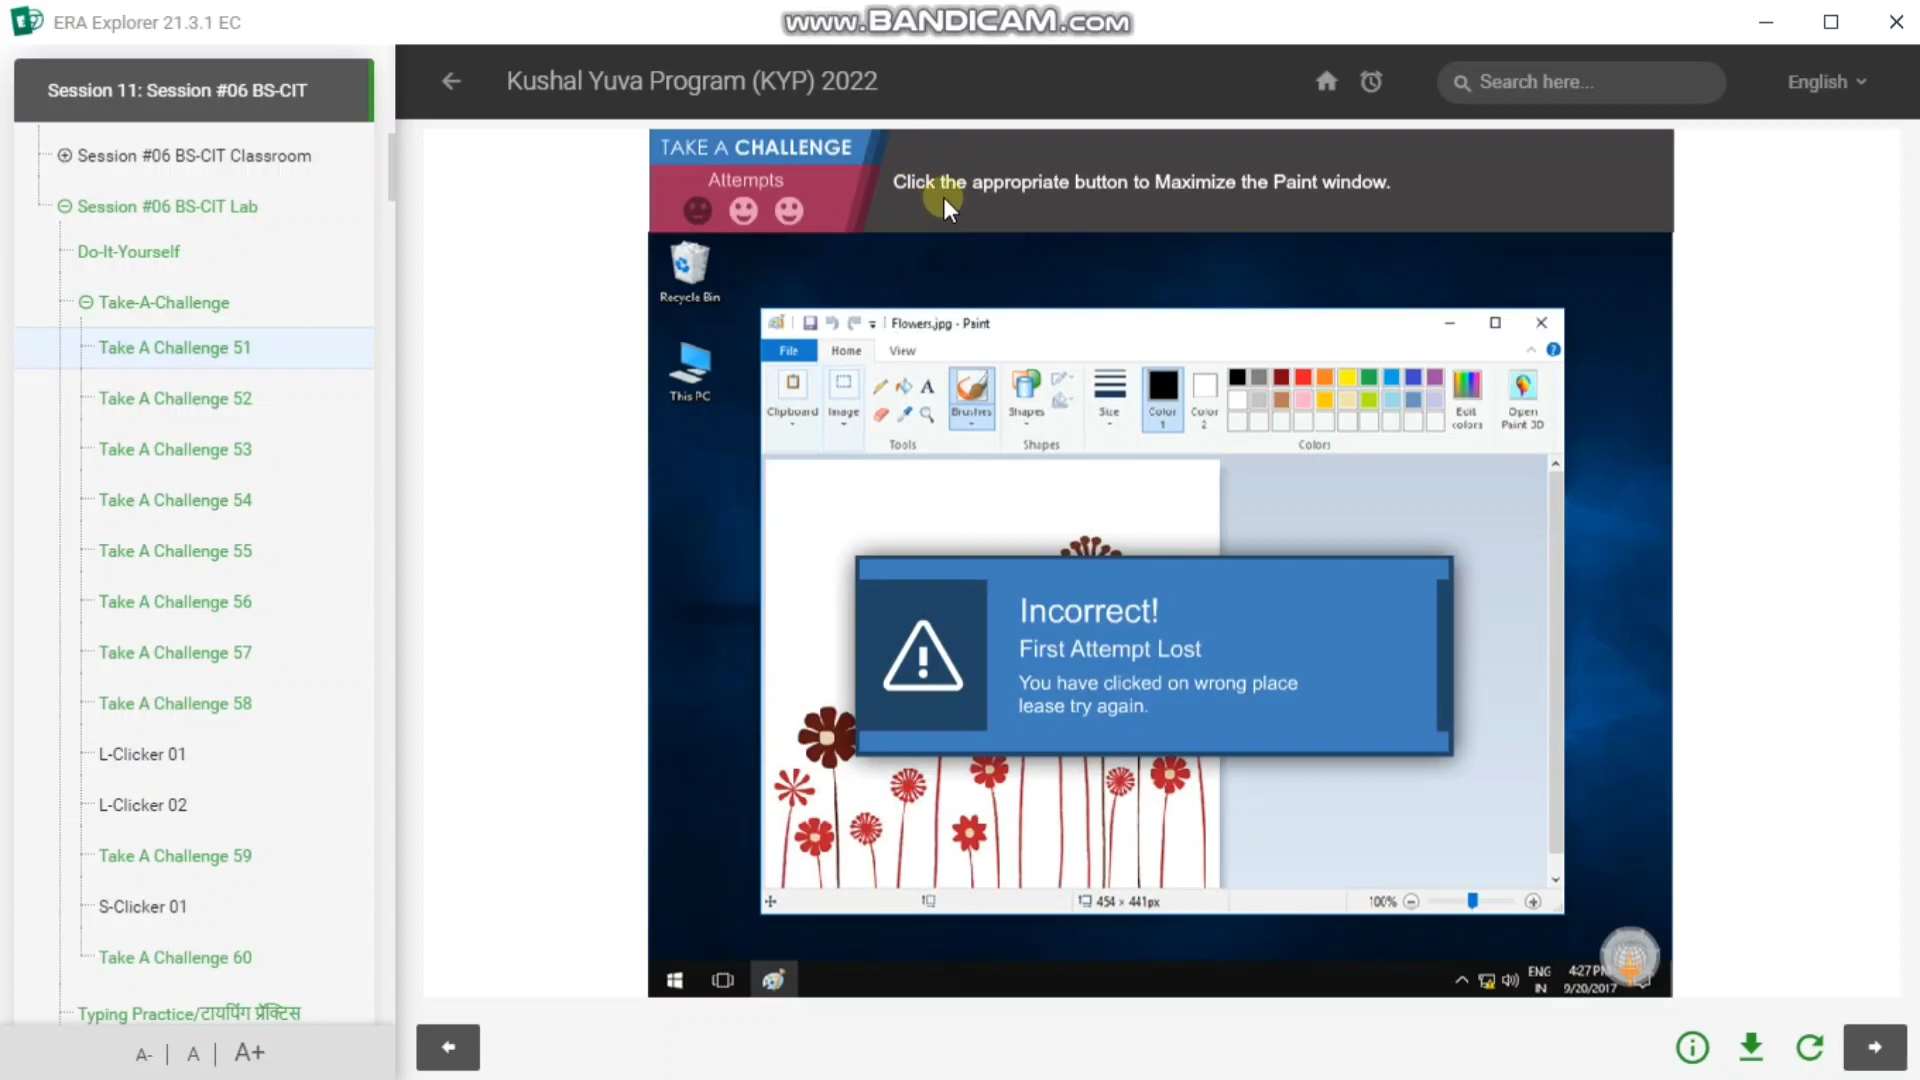 ERA Explorer 21.3.1 EC
www.BANDICAM.com
Session 11: Session #06 BS-CIT
Kushal Yuva Program (KYP) 2022
Search here...
English
Session #06 BS-CIT Classroom
Session #06 BS-CIT Lab
Do-It-Yourself
Take-A-Challenge
Take A Challenge 51
Take A Challenge 52
Take A Challenge 53
Take A Challenge 54
Take A Challenge 55
Take A Challenge 56
Take A Challenge 57
Take A Challenge 58
L-Clicker 01
L-Clicker 02
Take A Challenge 59
S-Clicker 01
Take A Challenge 60
Typing Practice/टायपिंग प्रॅक्टिस
A- | A | A+
TAKE A CHALLENGE
Attempts
Click the appropriate button to Maximize the Paint window.
Recycle Bin
This PC
Flowers.jpg - Paint
File Home View
Clipboard Image A Brushes Shapes Size Color 1 Color 2 Edit colors Open Paint 3D
Tools Shapes Colors
Incorrect!
First Attempt Lost
You have clicked on wrong place
lease try again.
454 × 441px
100%
ENG
IN
4:27 PM
9/20/2017